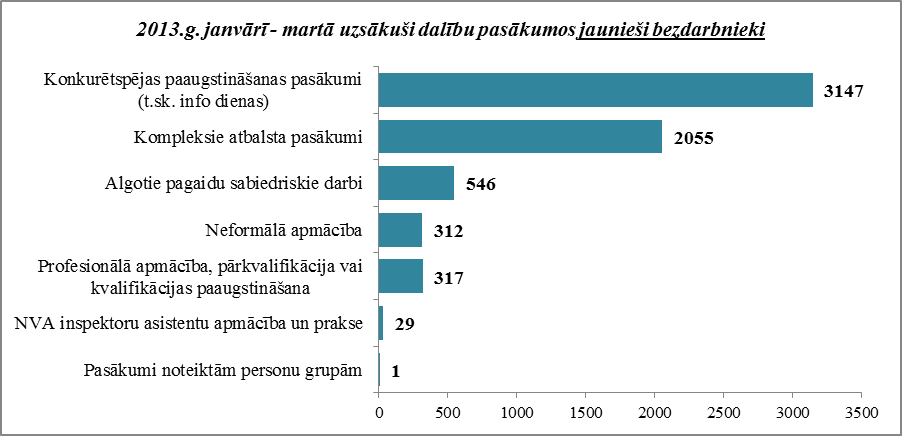 2013.g. janvārī - martā uzsākuši dalību pasākumos jaunieši bezdarbnieki
Konkurētspējas paaugstināšanas pasākumi
(t.sk. info dienas)
3147
Kompleksie atbalsta pasākumi
2055
Algotie pagaidu sabiedriskie darbi
546
Neformālā apmācība
312
Profesionālā apmācība, pārkvalifikācija vai
kvalifikācijas paaugstināšana
317
NVA inspektoru asistentu apmācība un prakse
29
Pasākumi noteiktām personu grupām
1
0 500 1000 1500 2000 2500 3000 3500